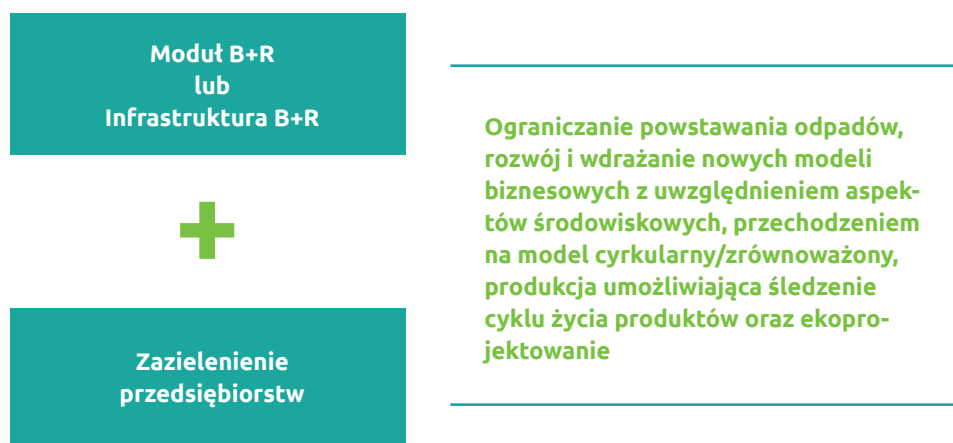 Moduł B+R
lub
Infrastruktura B+R
+
Zazielenienie
przedsiębiorstw
Ograniczanie powstawania odpadów,
rozwój i wdrażanie nowych modeli
biznesowych z uwzględnieniem aspek-
tów środowiskowych, przechodzeniem
na model cyrkularny/zrównoważony,
produkcja umożliwiająca śledzenie
cyklu życia produktów oraz ekopro-
jektowanie